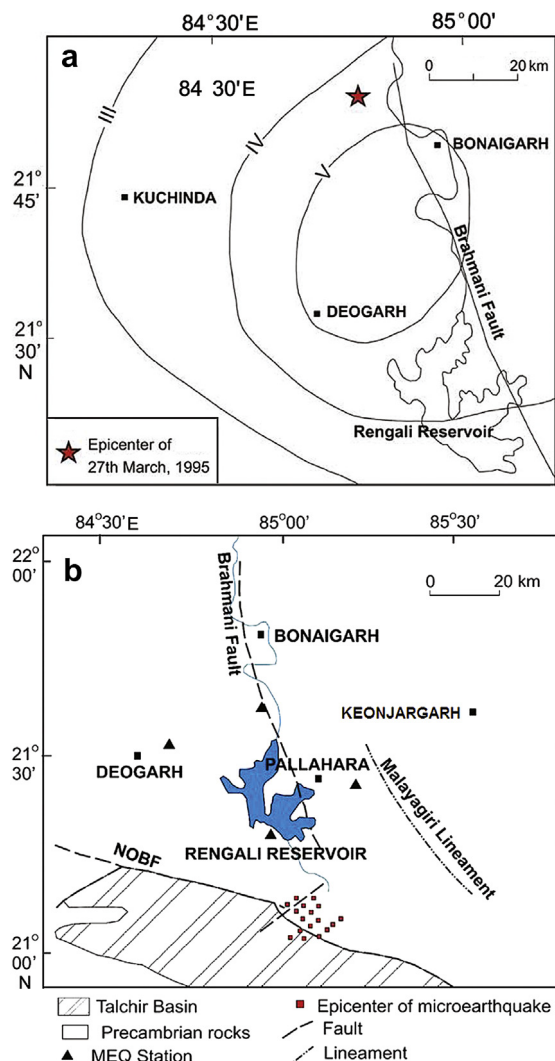 84°30'E
85°00'
a
84 30'E
0
20 km
III
IV
V
BONAIGARH
21°
45'
KUCHINDA
Brahmani Fault
DEOGARH
21°
30'
N
Rengali Reservoir
Epicenter of
27th March, 1995
84°30'E
85°00'
85°30'
22°
00'
b
0
20 km
Brahmani Fault
BONAIGARH
KEONJARGARH
21°
30'
DEOGARH
PALLAHARA
Malayagiri Lineament
RENGALI RESERVOIR
NOBF
21°
00'
N
Talchir Basin
Epicenter of microearthquake
Precambrian rocks
Fault
MEQ Station
Lineament